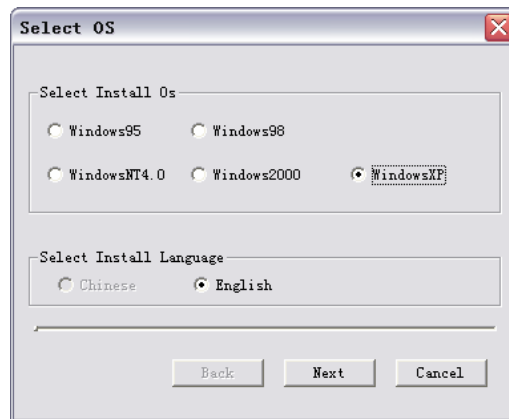 Select OS
Select Install Os
Windows95 Windows98
WindowsNT4.0 Windows2000 WindowsXP
Select Install Language
Chinese English
Back Next Cancel